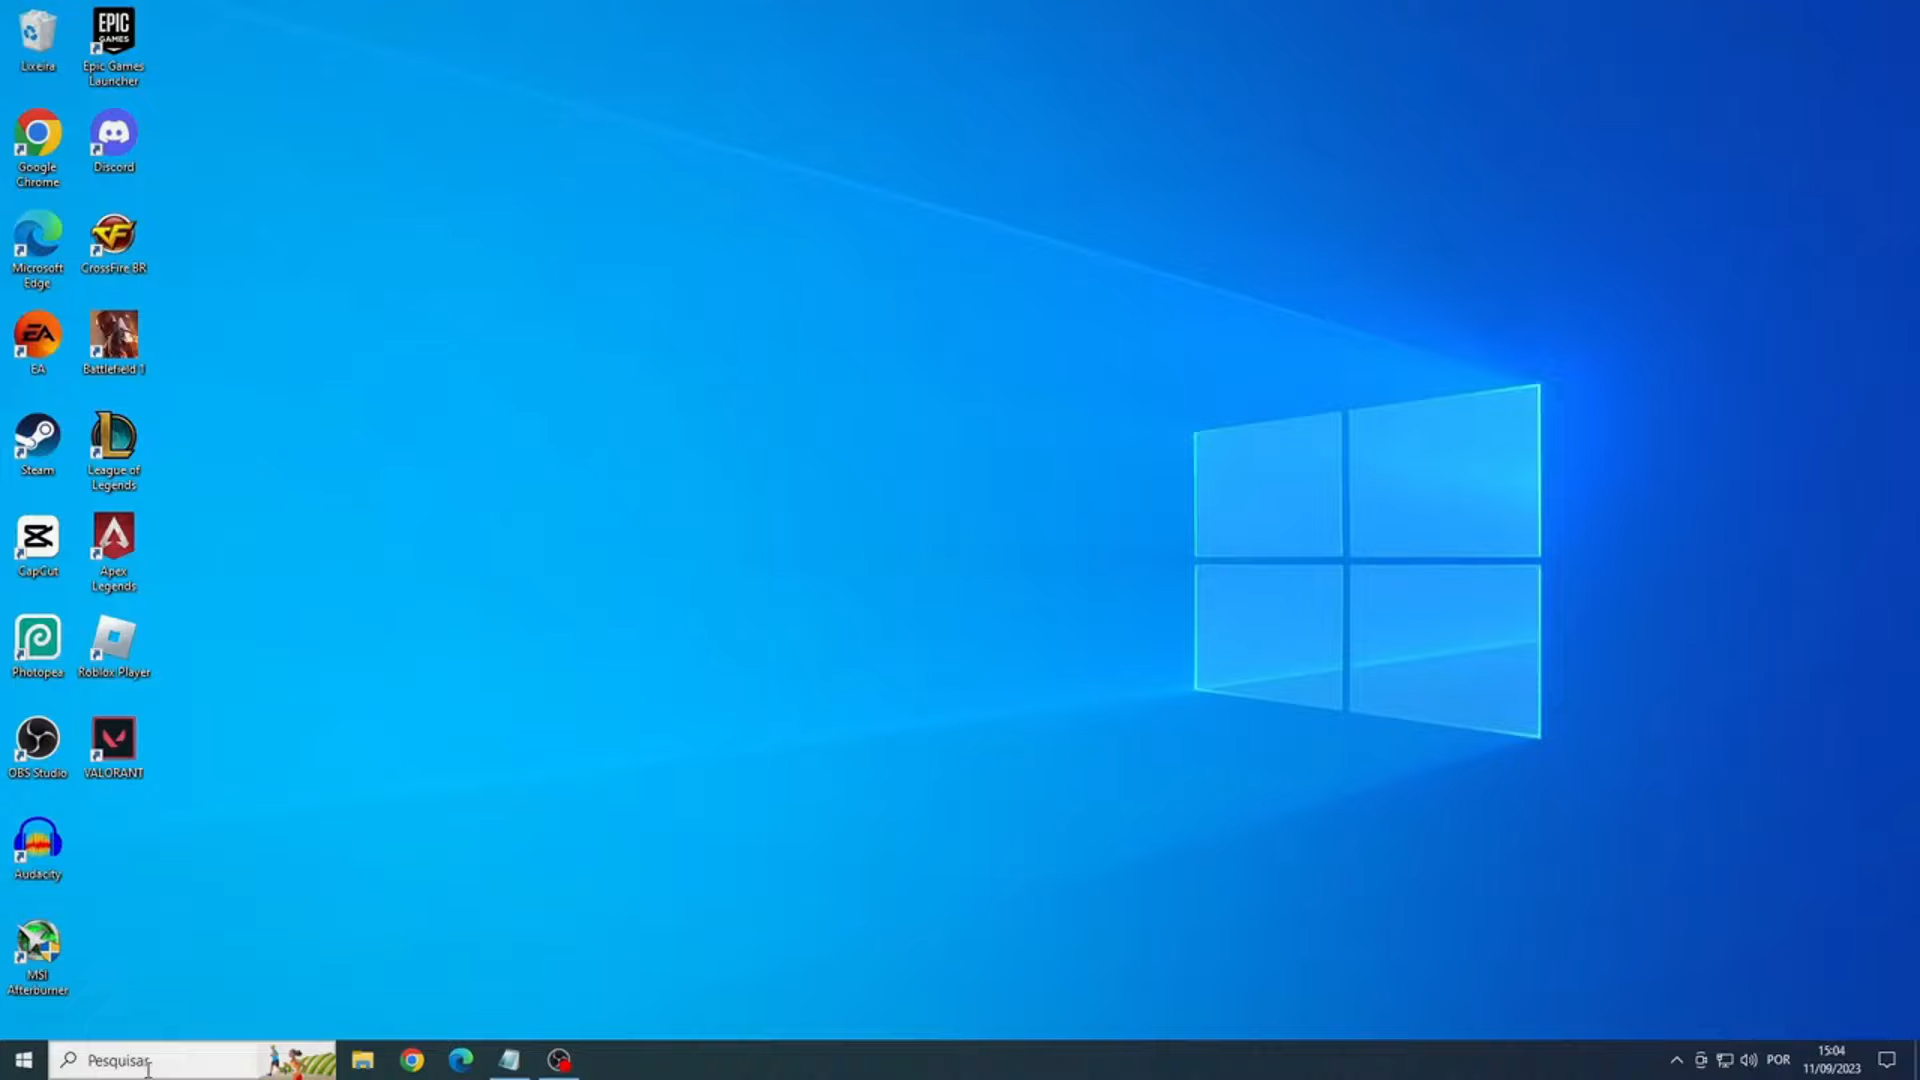 Lixeira
EPIC
GAMES
Epic Games
Launcher
Google
Chrome
Discord
Microsoft
Edge
CF
CrossFire BR
EA
EA
Battlefield 1
Steam
L
League of
Legends
CapCut
Apex
Legends
Photopea
Roblox Player
OBS Studio
VALORANT
Audacity
MSI
Afterburner
Pesquisar
POR
15:04
11/09/2023